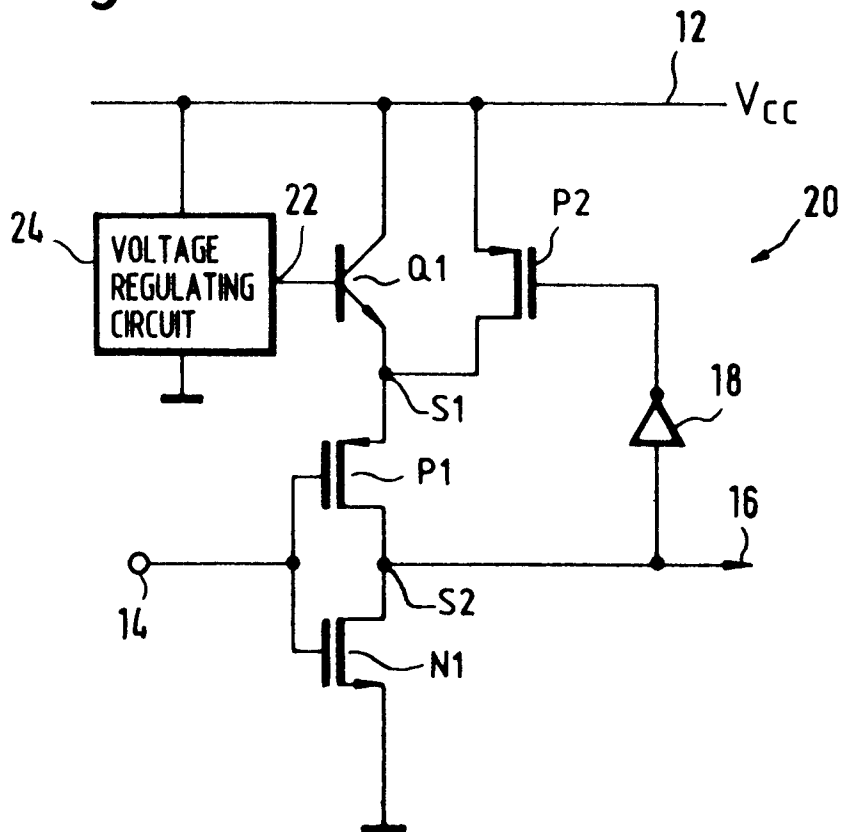 12
VCC
24
22
P2
20
VOLTAGE
REGULATING
CIRCUIT
Q1
S1
18
P1
16
14
S2
N1